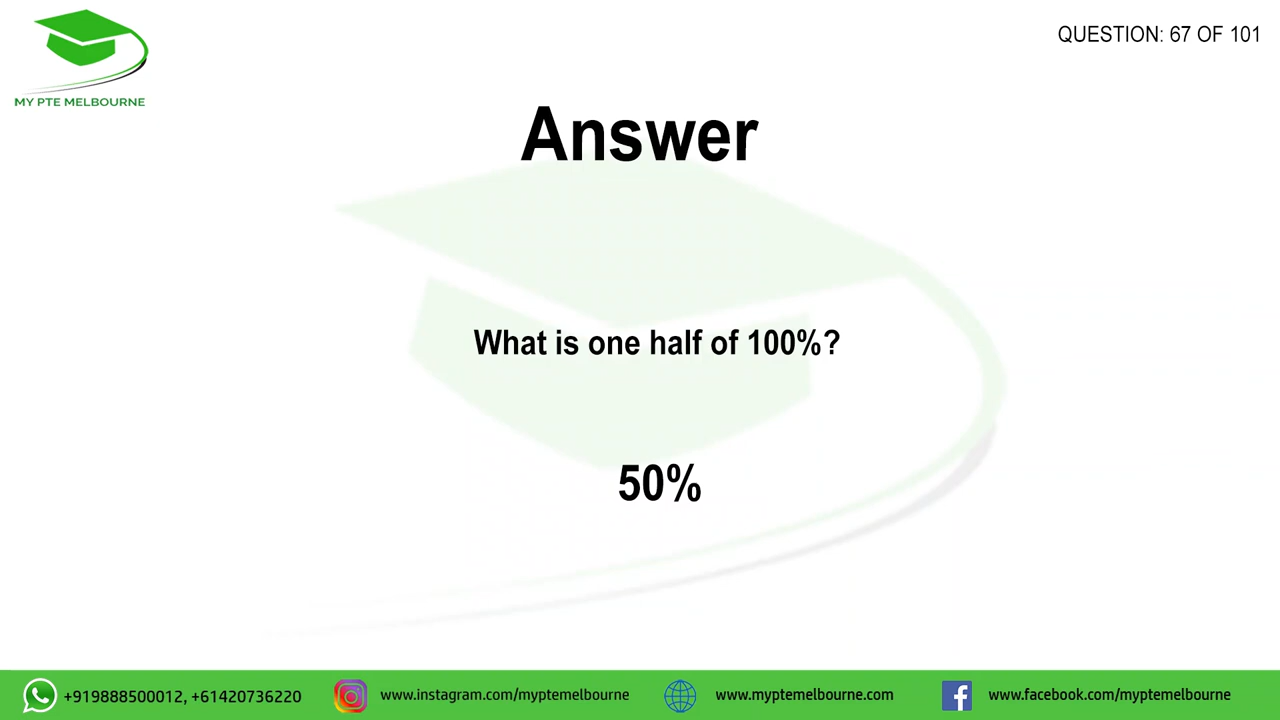 MY PTE MELBOURNE
QUESTION: 67 OF 101
Answer
What is one half of 100%?
50%
+919888500012, +61420736220
www.instagram.com/myptemelbourne
www.myptemelbourne.com
www.facebook.com/myptemelbourne